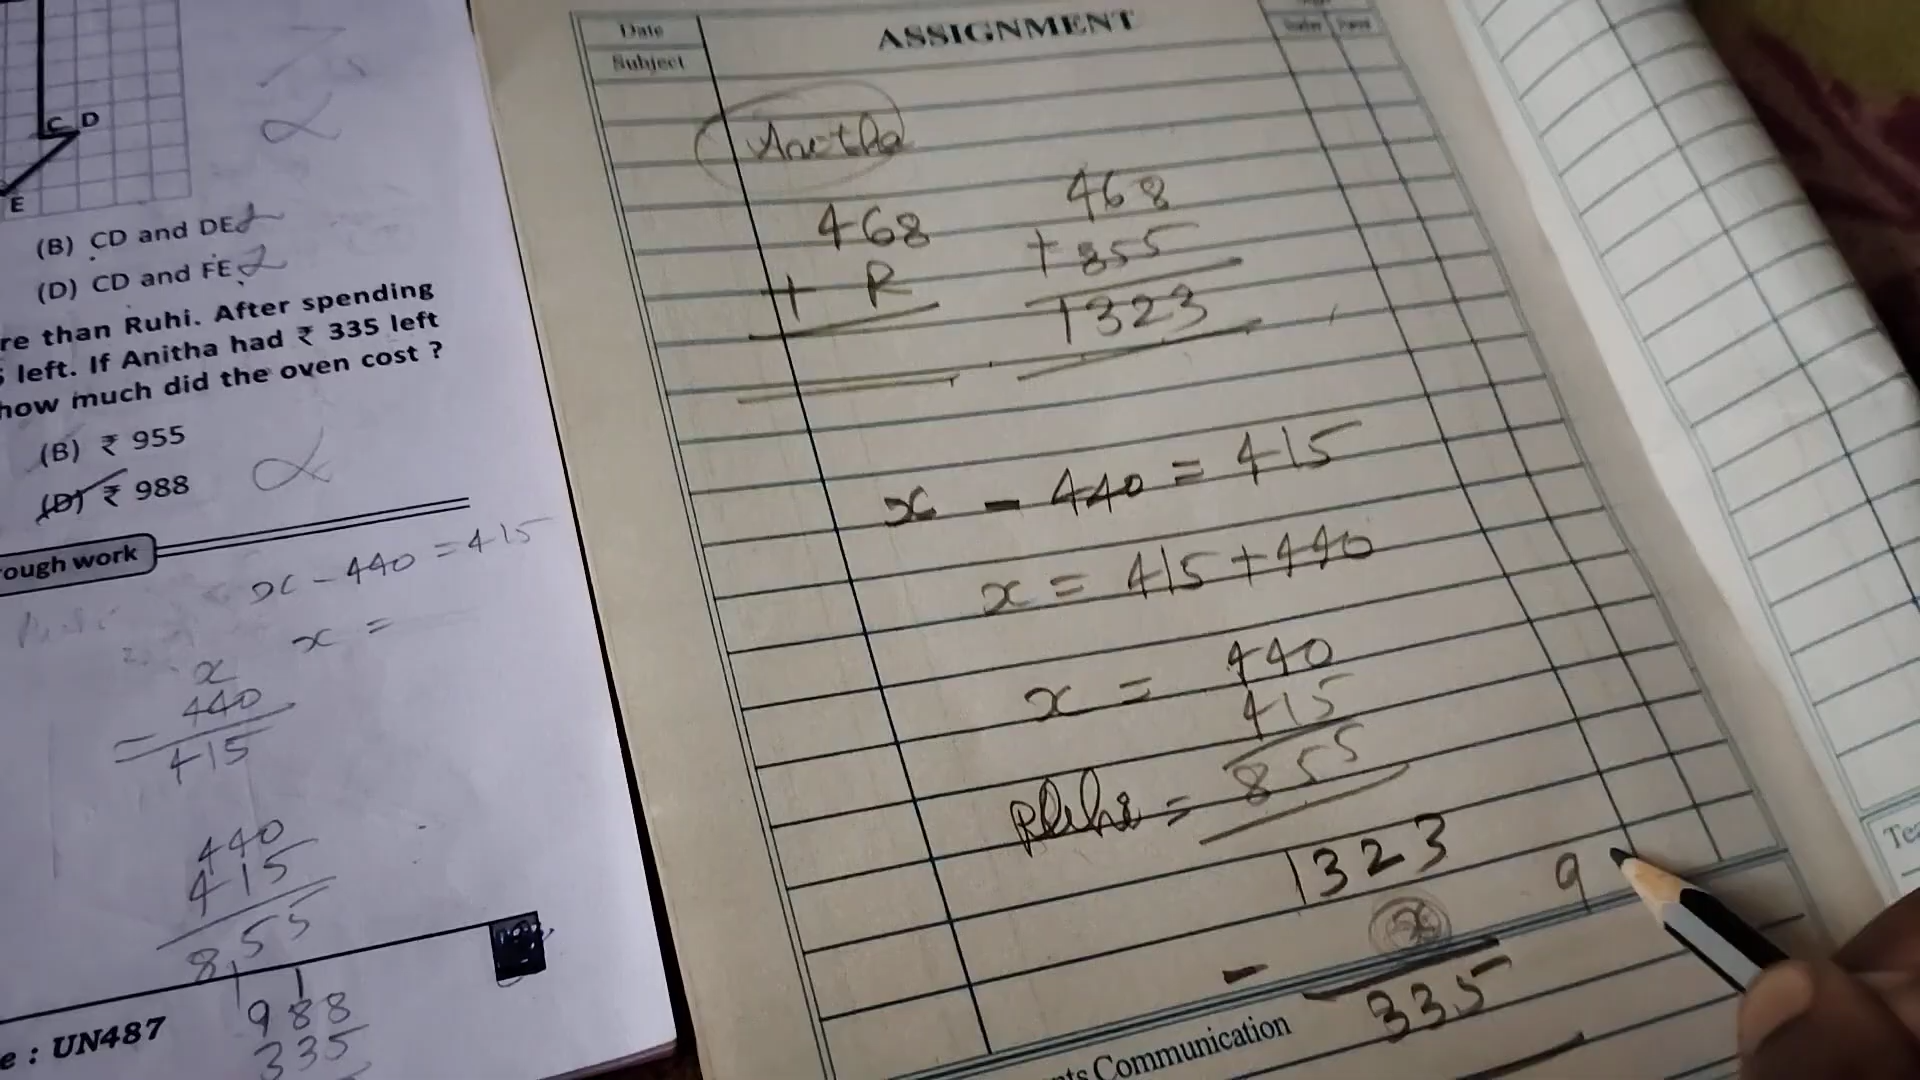 C D
E
(B) CD and DE
(D) CD and FE
re than Ruhi. After spending
left. If Anitha had ₹ 335 left
how much did the oven cost ?
(B) ₹ 955
(D) ₹ 988
ough work
x - 440 = 415
x =
x
440
= 415
440
415
855
988
335
e : UN487
Date
Subject
ASSIGNMENT
Anitha
468
+ R
468
+ 855
1323
x - 440 = 415
x = 415 + 440
x = 440
415
Ruhi = 855
1323
- x
335
9
Communication